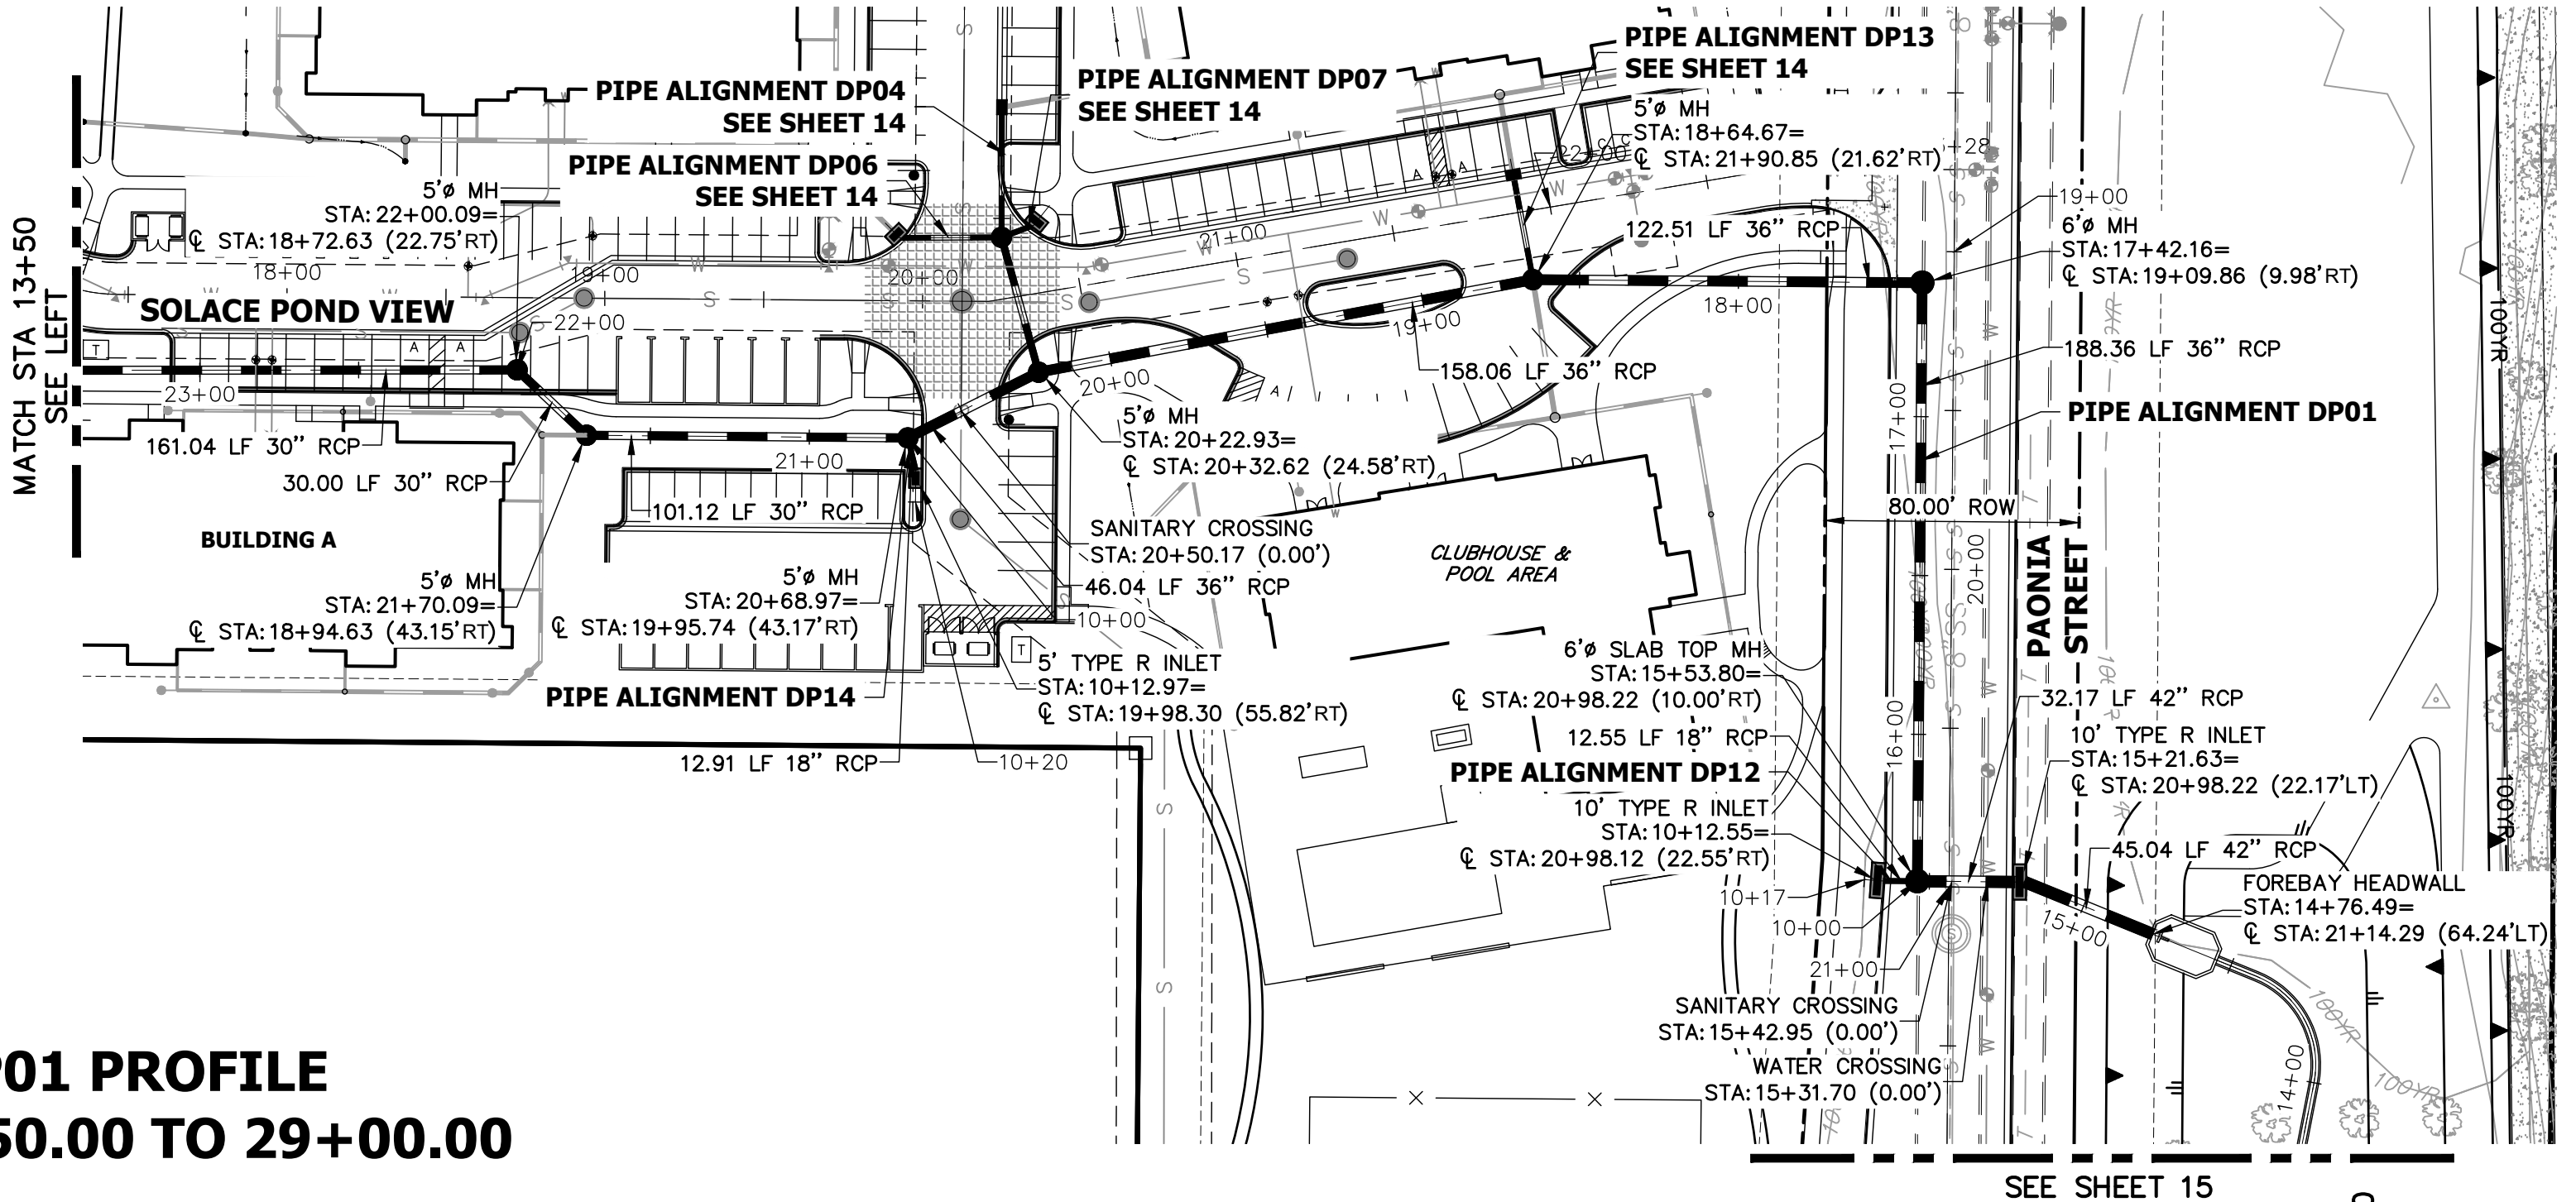 PIPE ALIGNMENT DP13
SEE SHEET 14
PIPE ALIGNMENT DP04
SEE SHEET 14
PIPE ALIGNMENT DP07
SEE SHEET 14
PIPE ALIGNMENT DP06
SEE SHEET 14
5'ø MH
STA:18+64.67=
℄ STA:21+90.85 (21.62'RT)
22+00
+28
5'ø MH
STA:22+00.09=
℄ STA:18+72.63 (22.75'RT)
18+00
19+00
20+00
21+00
122.51 LF 36" RCP
19+00
6'ø MH
STA:17+42.16=
℄ STA:19+09.86 (9.98'RT)
MATCH STA 13+50
SEE LEFT
SOLACE POND VIEW
22+00
18+00
19+00
188.36 LF 36" RCP
158.06 LF 36" RCP
20+00
23+00
PIPE ALIGNMENT DP01
17+00
161.04 LF 30" RCP
30.00 LF 30" RCP
21+00
101.12 LF 30" RCP
5'ø MH
STA:20+22.93=
℄ STA:20+32.62 (24.58'RT)
80.00' ROW
PAONIA
STREET
BUILDING A
SANITARY CROSSING
STA:20+50.17 (0.00')
46.04 LF 36" RCP
10+00
CLUBHOUSE &
POOL AREA
20+00
5'ø MH
STA:21+70.09=
℄ STA:18+94.63 (43.15'RT)
5'ø MH
STA:20+68.97=
℄ STA:19+95.74 (43.17'RT)
5' TYPE R INLET
STA:10+12.97=
℄ STA:19+98.30 (55.82'RT)
PIPE ALIGNMENT DP14
12.91 LF 18" RCP
10+20
6'ø SLAB TOP MH
STA:15+53.80=
℄ STA:20+98.22 (10.00'RT)
12.55 LF 18" RCP
PIPE ALIGNMENT DP12
10' TYPE R INLET
STA:10+12.55=
℄ STA:20+98.12 (22.55'RT)
16+00
32.17 LF 42" RCP
10' TYPE R INLET
STA:15+21.63=
℄ STA:20+98.22 (22.17'LT)
45.04 LF 42" RCP
100YR
100YR
10+17
10+00
21+00
15+00
FOREBAY HEADWALL
STA:14+76.49=
℄ STA:21+14.29 (64.24'LT)
SANITARY CROSSING
STA:15+42.95 (0.00')
WATER CROSSING
STA:15+31.70 (0.00')
100YR
100YR
14+00
01 PROFILE
50.00 TO 29+00.00
SEE SHEET 15